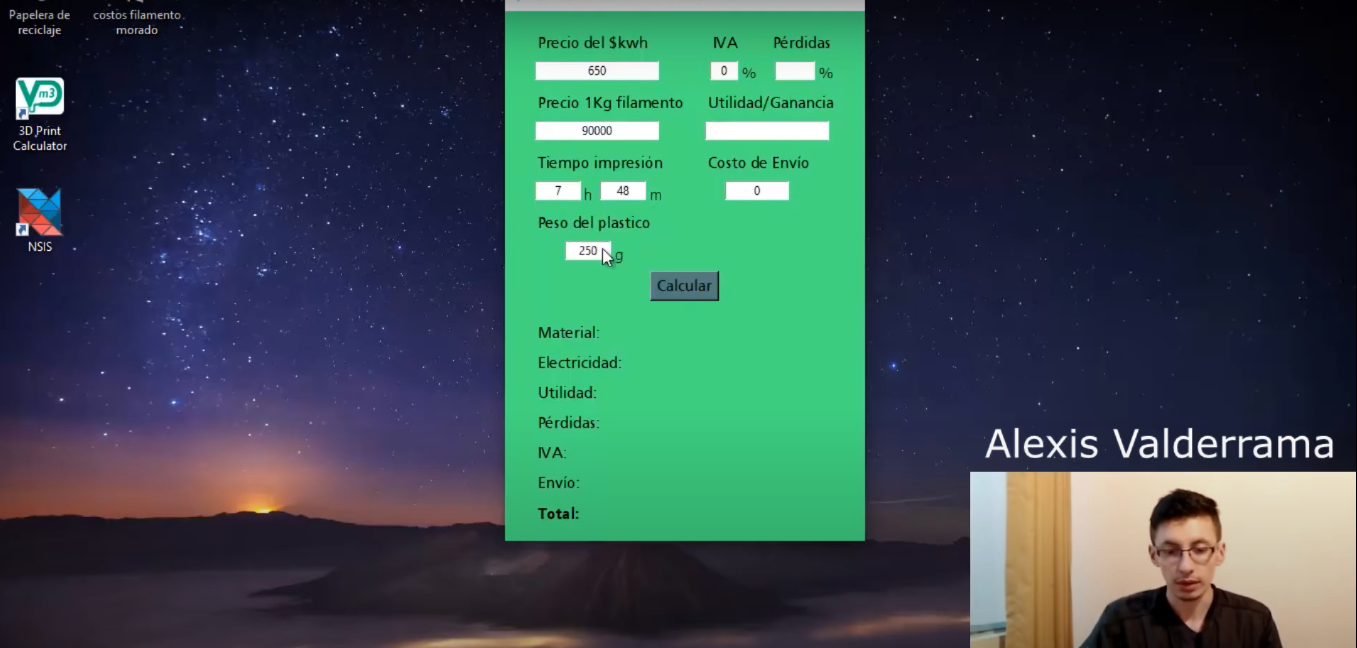 Papelera de
reciclaje
costos filamento
morado
Vm3D
3D Print
Calculator
NSIS
Precio del $kwh
IVA
Pérdidas
650
0 %
%
Precio 1Kg filamento
Utilidad/Ganancia
90000
Tiempo impresión
Costo de Envío
7 h 48 m
0
Peso del plastico
250 g
Calcular
Material:
Electricidad:
Utilidad:
Pérdidas:
IVA:
Envío:
Total:
Alexis Valderrama